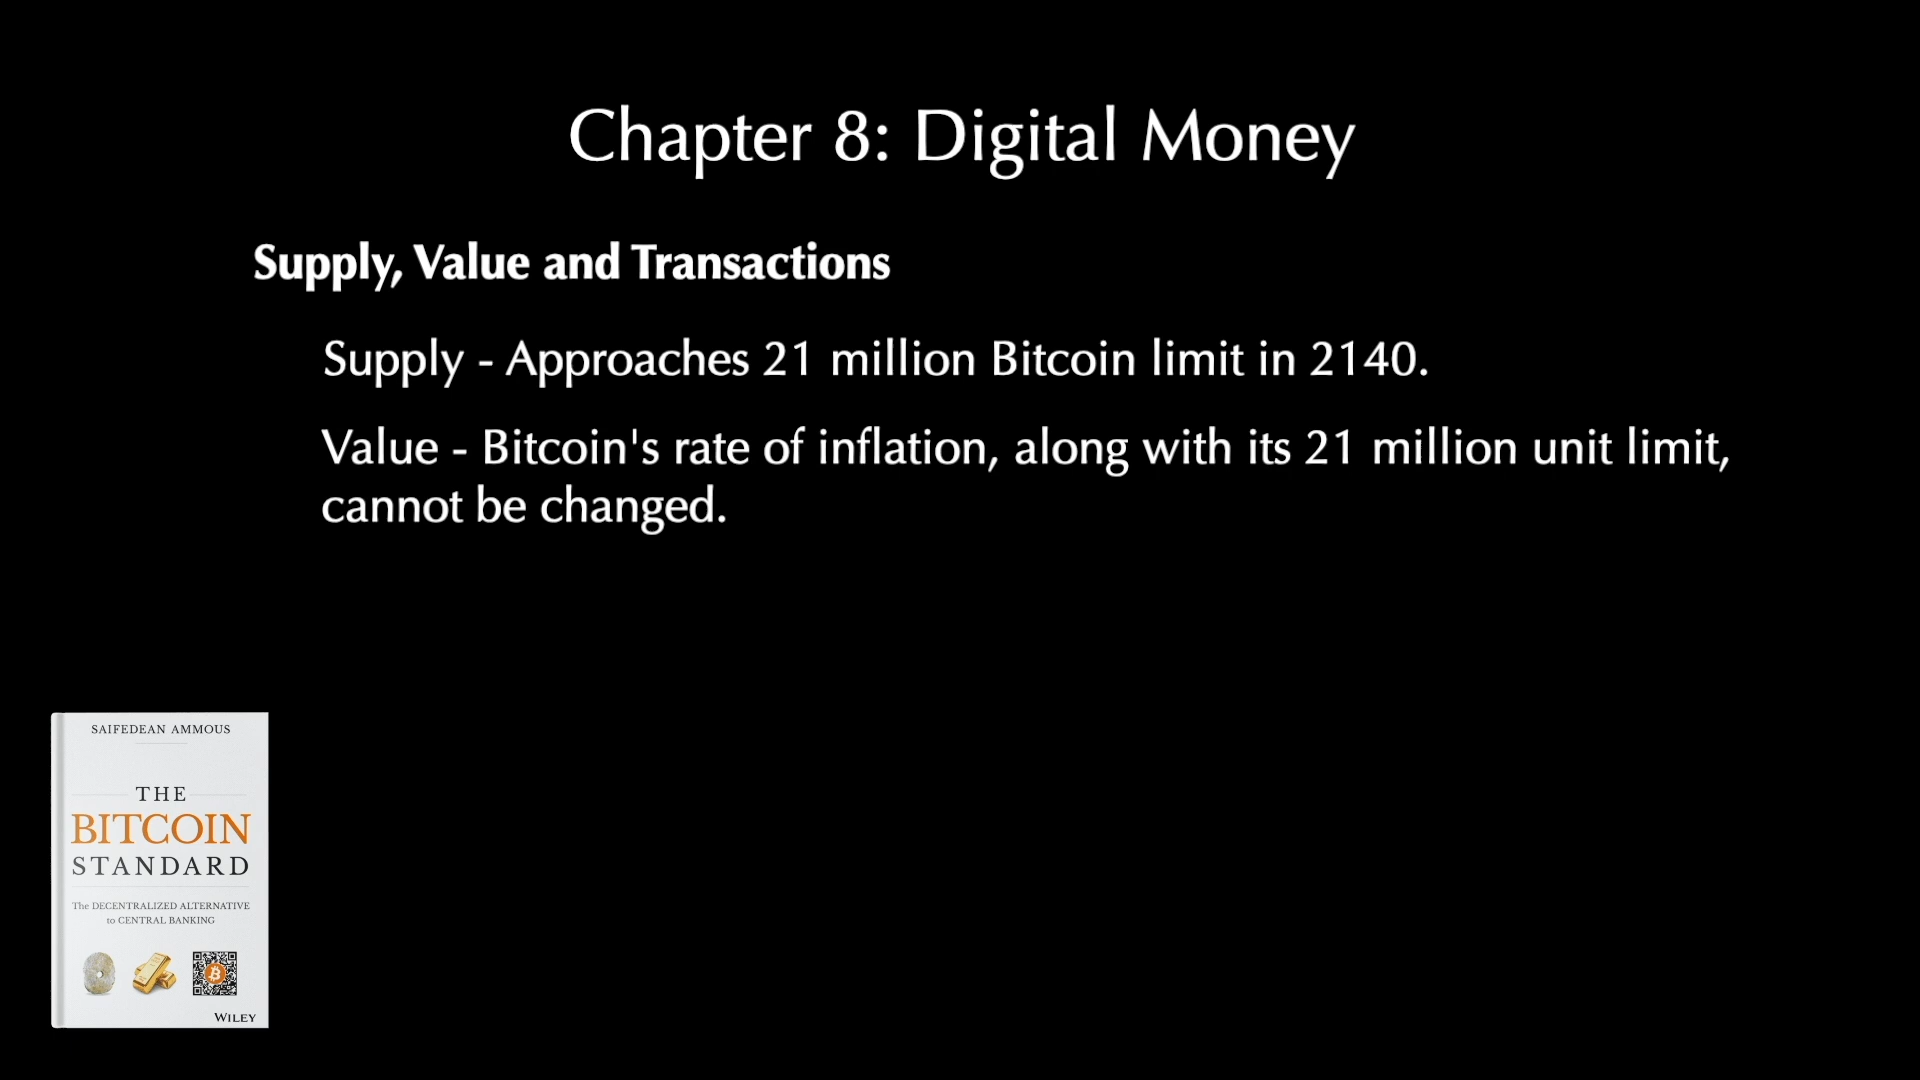 Chapter 8: Digital Money
Supply, Value and Transactions
Supply - Approaches 21 million Bitcoin limit in 2140.
Value - Bitcoin's rate of inflation, along with its 21 million unit limit,
cannot be changed.
SAIFEDEAN AMMOUS
THE
BITCOIN
STANDARD
The DECENTRALIZED ALTERNATIVE
to CENTRAL BANKING
WILEY